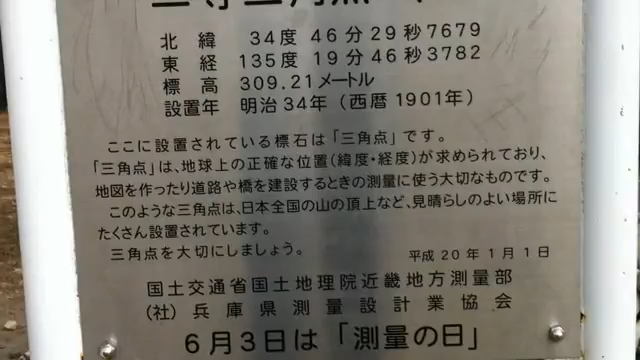 北緯 34度46分29秒7679
東経 135度19分46秒3782
標高 309.21メートル
設置年 明治34年（西暦1901年）
ここに設置されている標石は「三角点」です。
「三角点」は、地球上の正確な位置(緯度・経度)が求められており、
地図を作ったり道路や橋を建設するときの測量に使う大切なものです。
このような三角点は、日本全国の山の頂上など、見晴らしのよい場所に
たくさん設置されています。
三角点を大切にしましょう。 平成20年1月1日
国土交通省国土地理院近畿地方測量部
（社）兵庫県測量設計業協会
6月3日は「測量の日」